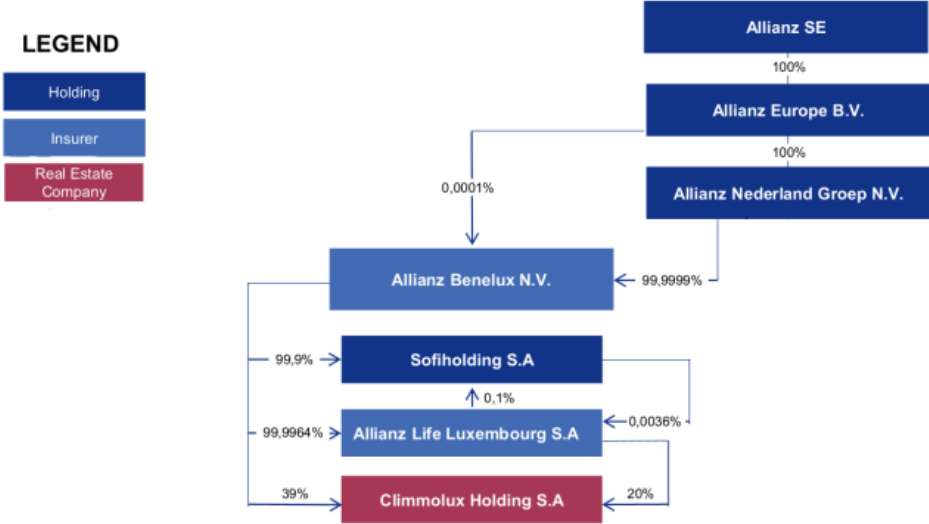 LEGEND
Holding
Insurer
Real Estate
Company
Allianz SE
100%
Allianz Europe B.V.
100%
0,0001%
Allianz Nederland Groep N.V.
Allianz Benelux N.V.
99,9999%
99,9%
Sofiholding S.A
0,1%
99,9964%
Allianz Life Luxembourg S.A
0,0036%
39%
Climmolux Holding S.A
20%